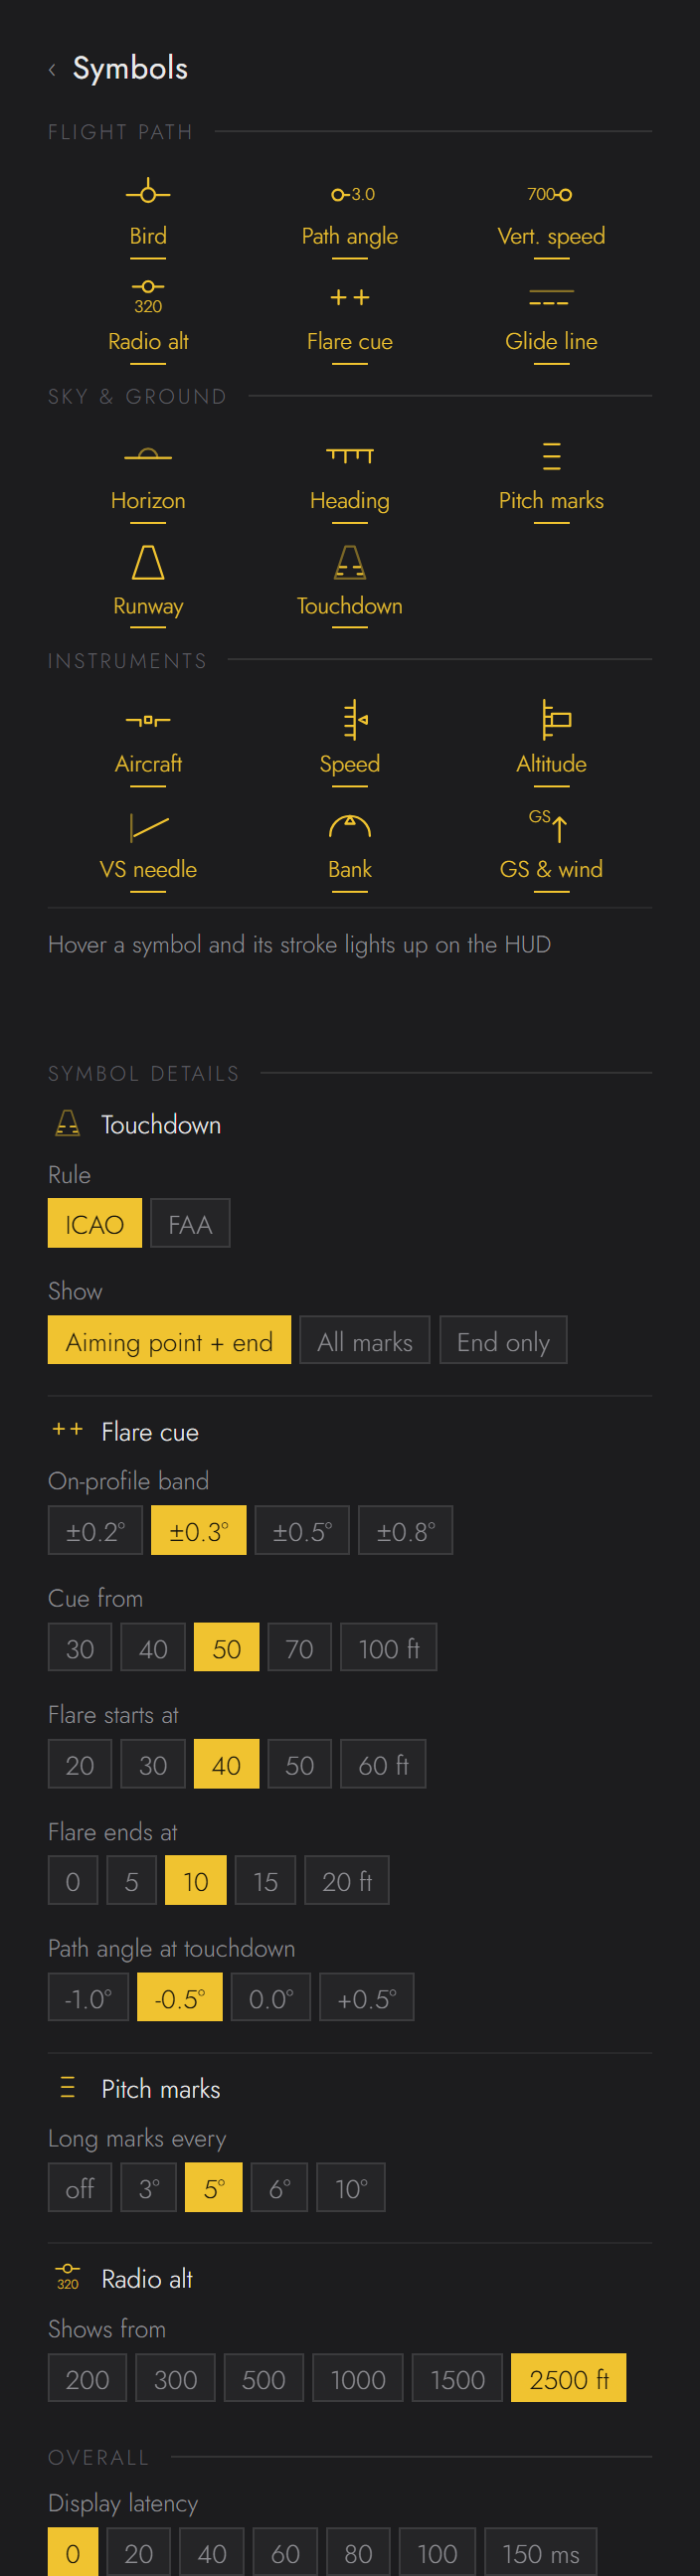 ‹ Symbols
FLIGHT PATH
3.0 700
Bird Path angle Vert. speed
320
Radio alt Flare cue Glide line
SKY & GROUND
Horizon Heading Pitch marks
Runway Touchdown
INSTRUMENTS
Aircraft Speed Altitude
GS
VS needle Bank GS & wind
Hover a symbol and its stroke lights up on the HUD
SYMBOL DETAILS
Touchdown
Rule
ICAO FAA
Show
Aiming point + end All marks End only
++ Flare cue
On-profile band
±0.2° ±0.3° ±0.5° ±0.8°
Cue from
30 40 50 70 100 ft
Flare starts at
20 30 40 50 60 ft
Flare ends at
0 5 10 15 20 ft
Path angle at touchdown
-1.0° -0.5° 0.0° +0.5°
Pitch marks
Long marks every
off 3° 5° 6° 10°
320 Radio alt
Shows from
200 300 500 1000 1500 2500 ft
OVERALL
Display latency
0 20 40 60 80 100 150 ms